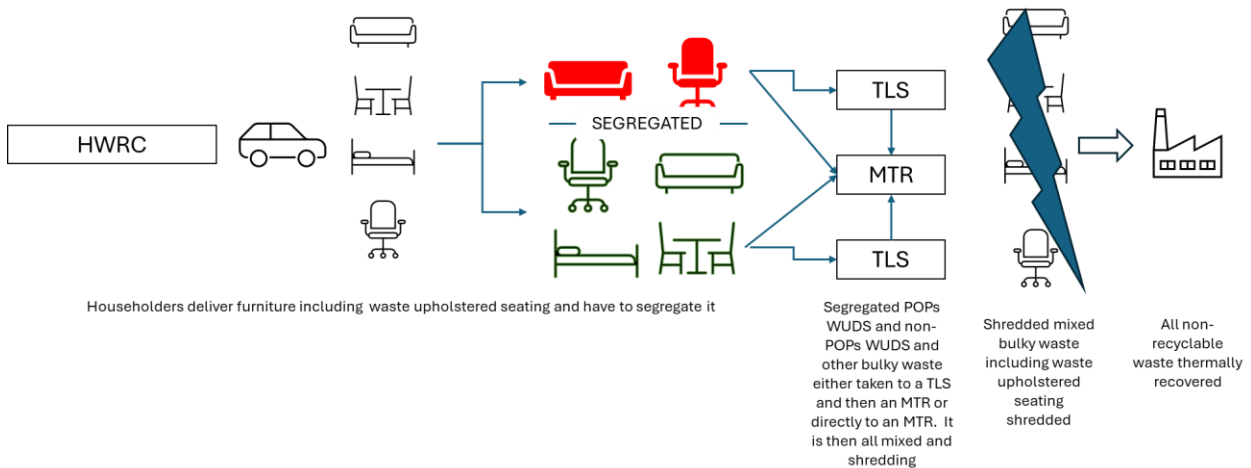 HWRC
SEGREGATED
TLS
MTR
TLS
Householders deliver furniture including waste upholstered seating and have to segregate it
Segregated POPs
WUDS and non-
POPs WUDS and
other bulky waste
either taken to a TLS
and then an MTR or
directly to an MTR. It
is then all mixed and
shredding
Shredded mixed
bulky waste
including waste
upholstered
seating
shredded
All non-
recyclable
waste thermally
recovered